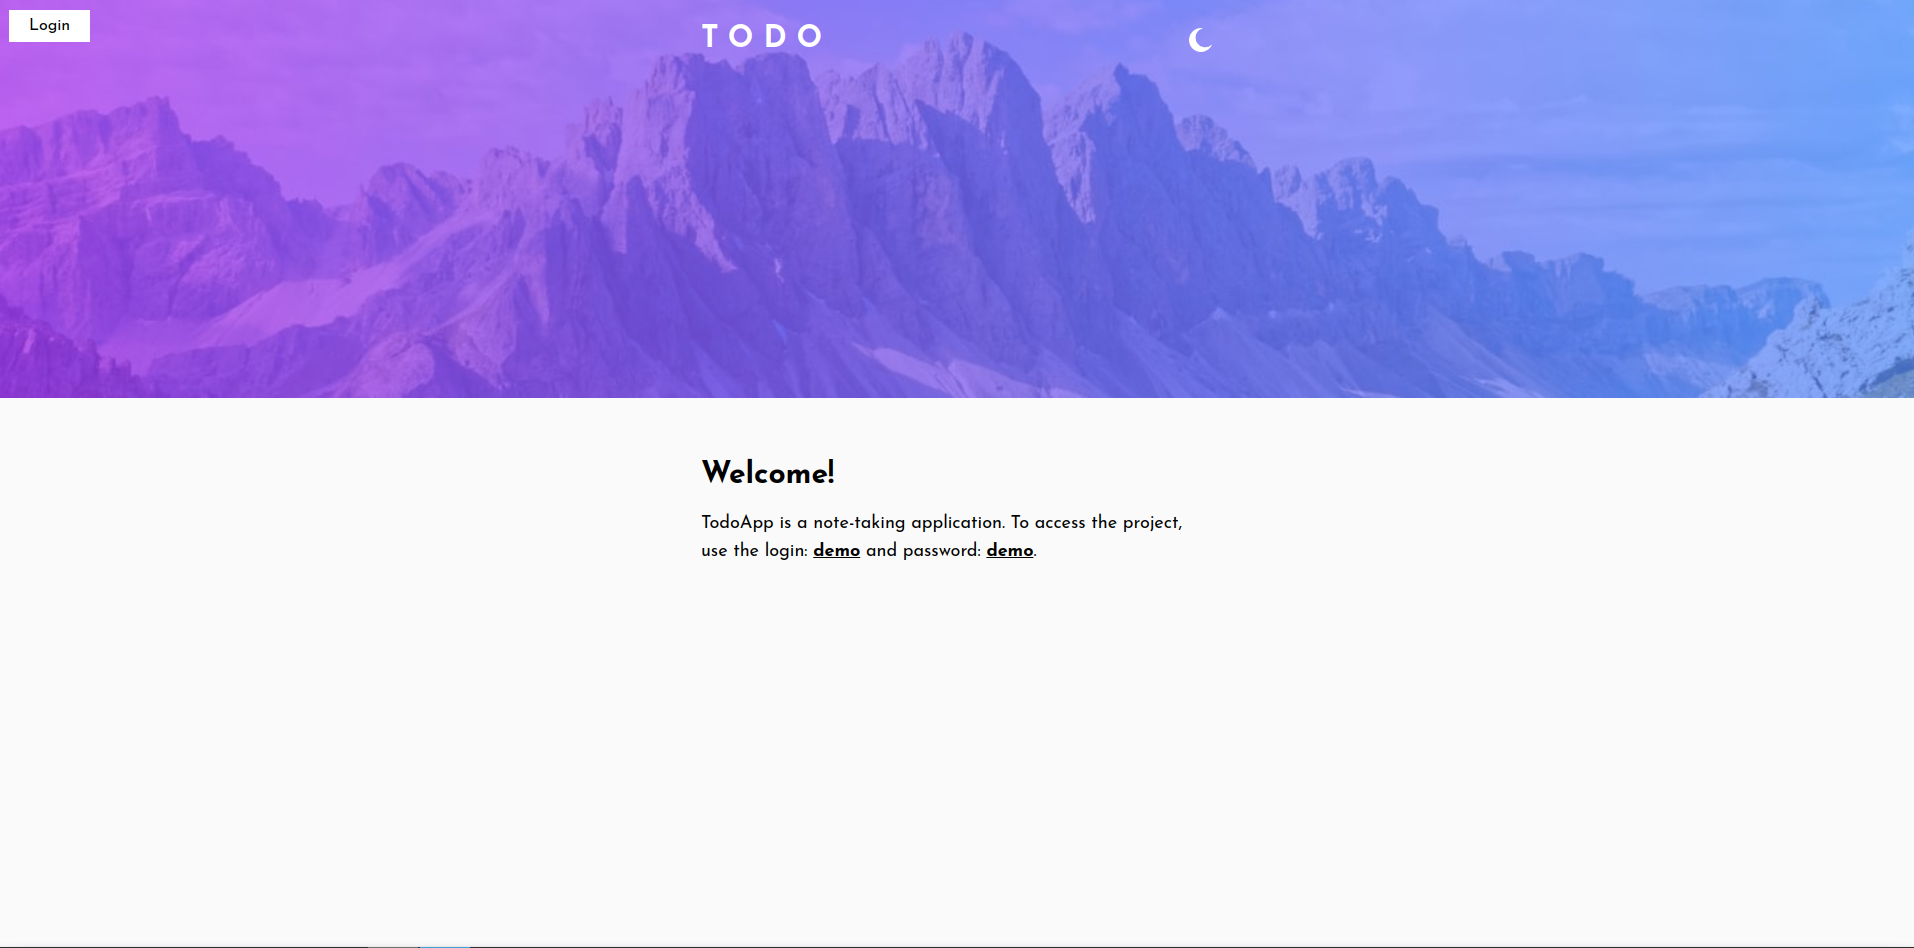 Login
TODO
Welcome!
TodoApp is a note-taking application. To access the project,
use the login: demo and password: demo.